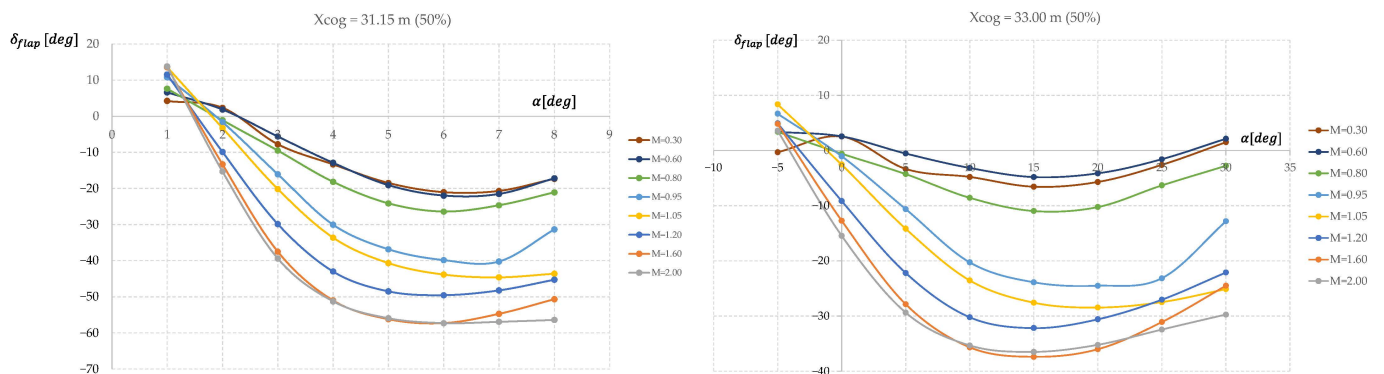 Xcog = 31.15 m (50%)
δflap [deg]
20
10
0
−10
−20
−30
−40
−50
−60
−70
α[deg]
0 1 2 3 4 5 6 7 8 9
M=0.30
M=0.60
M=0.80
M=0.95
M=1.05
M=1.20
M=1.60
M=2.00
Xcog = 33.00 m (50%)
δflap [deg]
20
10
0
−10
−20
−30
−40
α[deg]
−10 −5 0 5 10 15 20 25 30 35
M=0.30
M=0.60
M=0.80
M=0.95
M=1.05
M=1.20
M=1.60
M=2.00